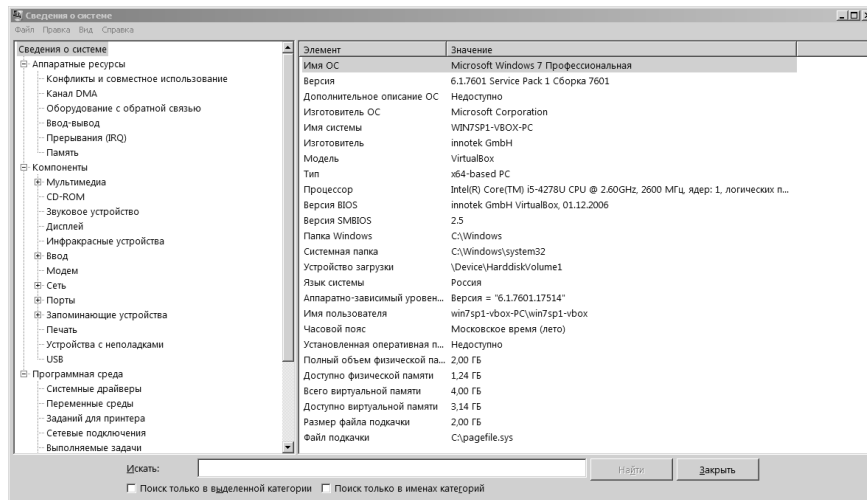 Сведения о системе
Файл Правка Вид Справка
Сведения о системе
Аппаратные ресурсы
Конфликты и совместное использование
Канал DMA
Оборудование с обратной связью
Ввод-вывод
Прерывания (IRQ)
Память
Компоненты
Мультимедиа
CD-ROM
Звуковое устройство
Дисплей
Инфракрасные устройства
Ввод
Модем
Сеть
Порты
Запоминающие устройства
Печать
Устройства с неполадками
USB
Программная среда
Системные драйверы
Переменные среды
Заданий для принтера
Сетевые подключения
Выполняемые задачи
Элемент Значение
Имя ОС Microsoft Windows 7 Профессиональная
Версия 6.1.7601 Service Pack 1 Сборка 7601
Дополнительное описание ОС Недоступно
Изготовитель ОС Microsoft Corporation
Имя системы WIN7SP1-VBOX-PC
Изготовитель innotek GmbH
Модель VirtualBox
Тип x64-based PC
Процессор Intel(R) Core(TM) i5-4278U CPU @ 2.60GHz, 2600 МГц, ядер: 1, логических п...
Версия BIOS innotek GmbH VirtualBox, 01.12.2006
Версия SMBIOS 2.5
Папка Windows C:\Windows
Системная папка C:\Windows\system32
Устройство загрузки \Device\HarddiskVolume1
Язык системы Россия
Аппаратно-зависимый уровен... Версия = "6.1.7601.17514"
Имя пользователя win7sp1-vbox-PC\win7sp1-vbox
Часовой пояс Московское время (лето)
Установленная оперативная п... Недоступно
Полный объем физической па... 2,00 ГБ
Доступно физической памяти 1,24 ГБ
Всего виртуальной памяти 4,00 ГБ
Доступно виртуальной памяти 3,14 ГБ
Размер файла подкачки 2,00 ГБ
Файл подкачки C:\pagefile.sys
Искать: Найти Закрыть
Поиск только в выделенной категории Поиск только в именах категорий